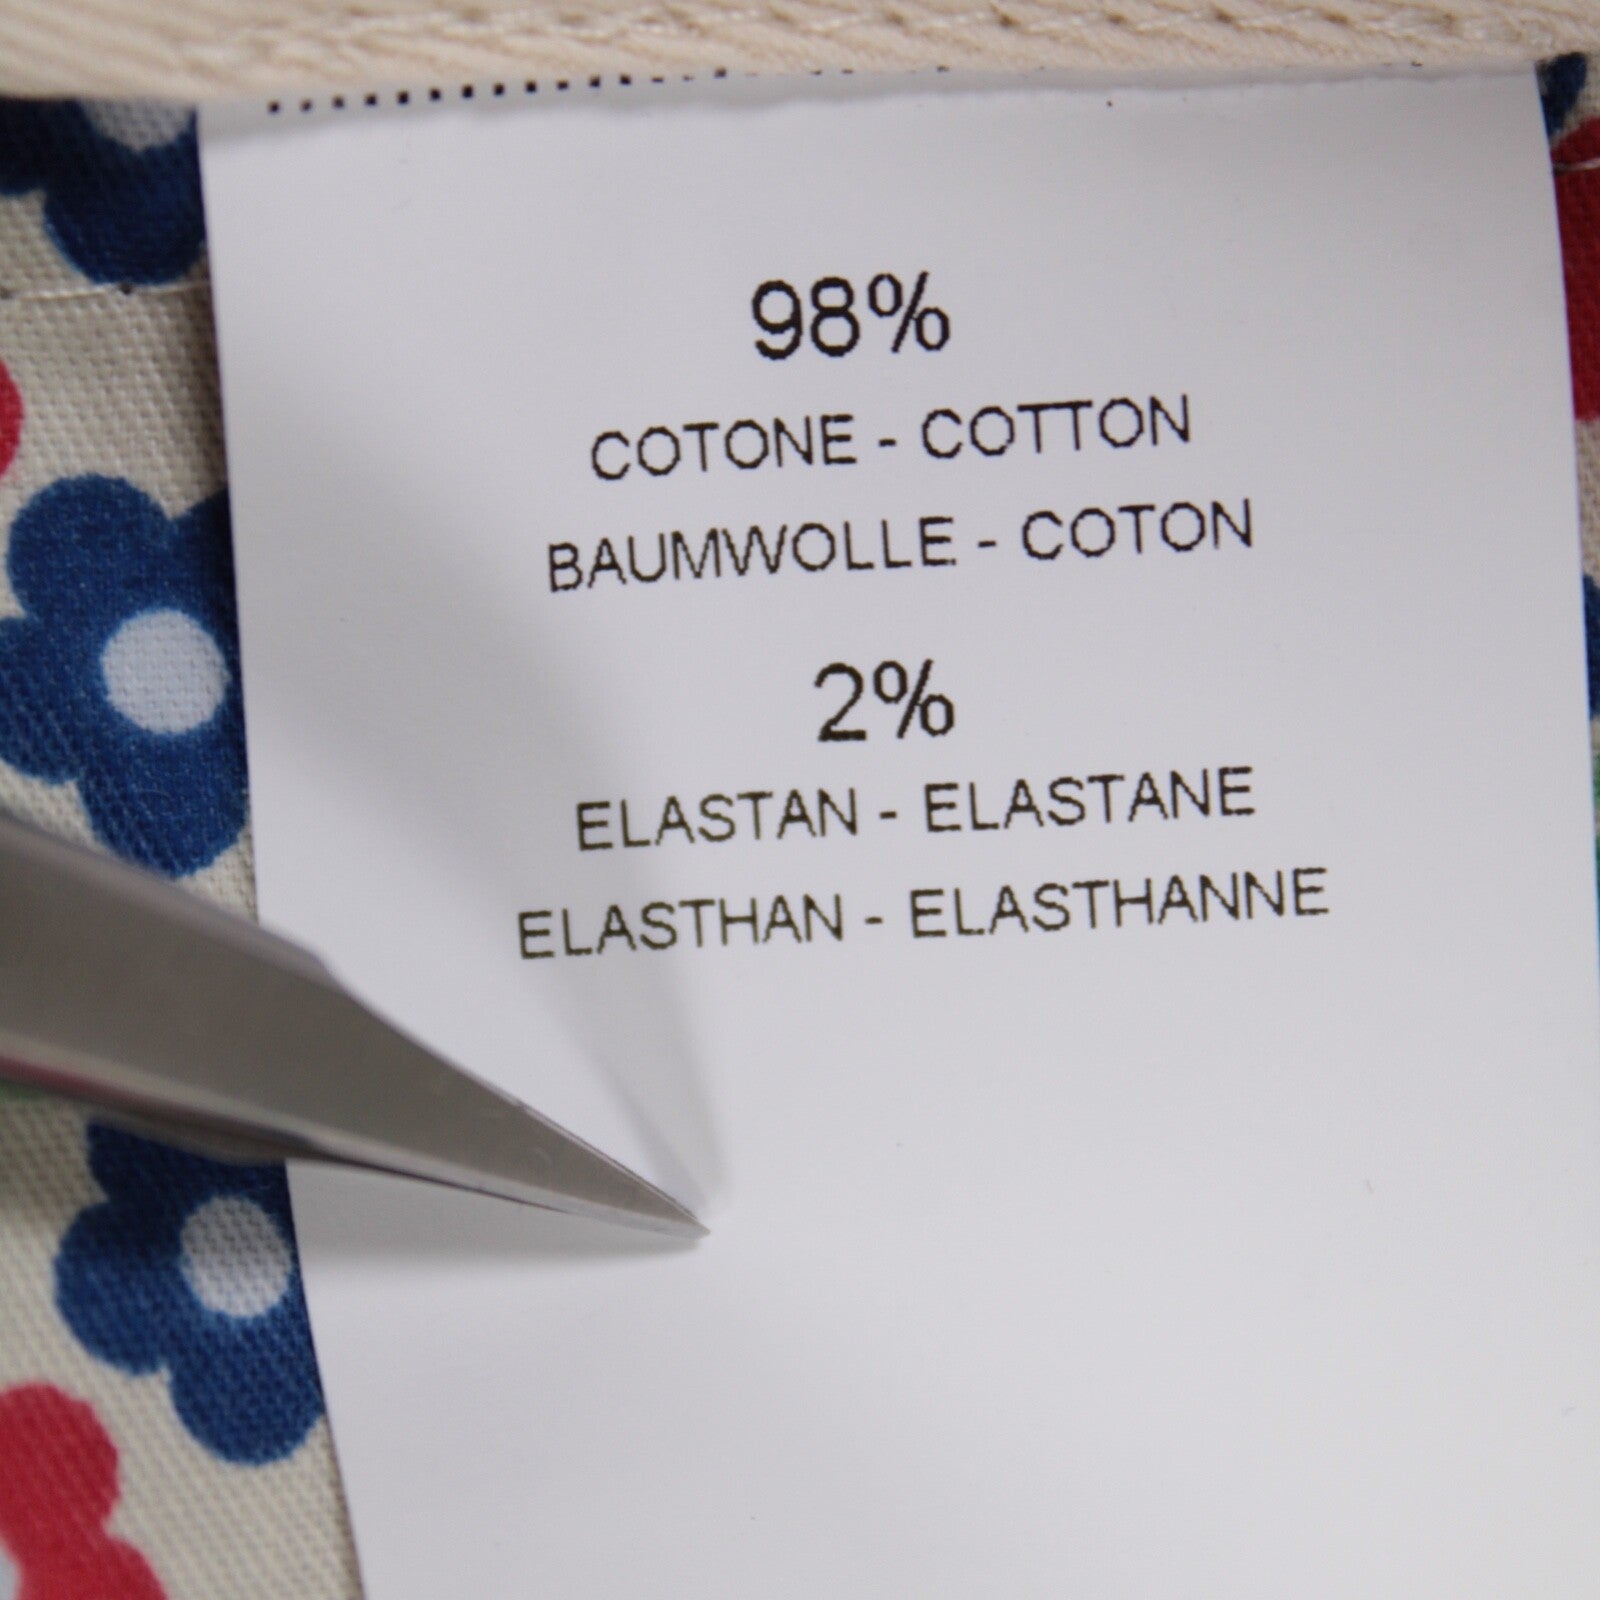 98%
COTONE - COTTON
BAUMWOLLE - COTON
2%
ELASTAN - ELASTANE
ELASTHAN - ELASTHANNE